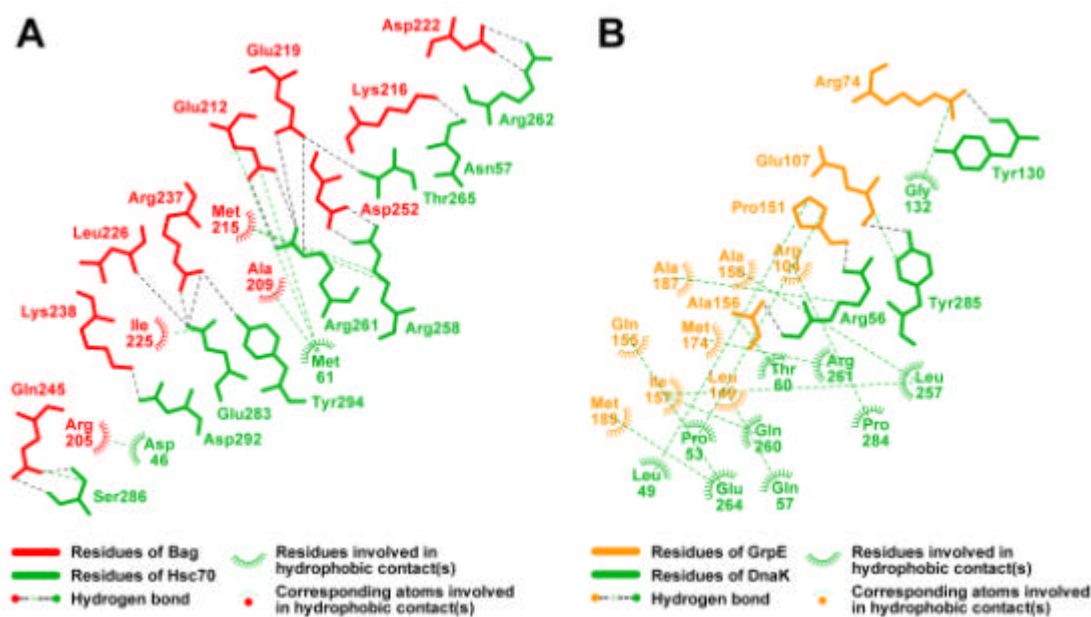 A
Asp222
Glu219
Lys216
Glu212
Arg262
Asn57
Thr265
Arg237
Asp252
Met
215
Leu226
Ala
209
Lys238
Ile
225
Arg261
Arg258
Met
61
Gln245
Glu283
Tyr294
Arg
205
Asp
46
Asp292
Ser286
Residues of Bag
Residues of Hsc70
Hydrogen bond
Residues involved in
hydrophobic contact(s)
Corresponding atoms involved
in hydrophobic contact(s)
B
Arg74
Glu107
Tyr130
Gly
132
Pro151
Ala
187
Ala
Arg
Ala156
Tyr285
Arg56
Gln
155
Met
174
Thr
60
Arg
261
Leu
257
Ile
Leu
Met
Pro
53
Gln
260
Pro
284
Leu
49
Glu
264
Gln
57
Residues of GrpE
Residues of DnaK
Hydrogen bond
Residues involved in
hydrophobic contact(s)
Corresponding atoms involved
in hydrophobic contact(s)